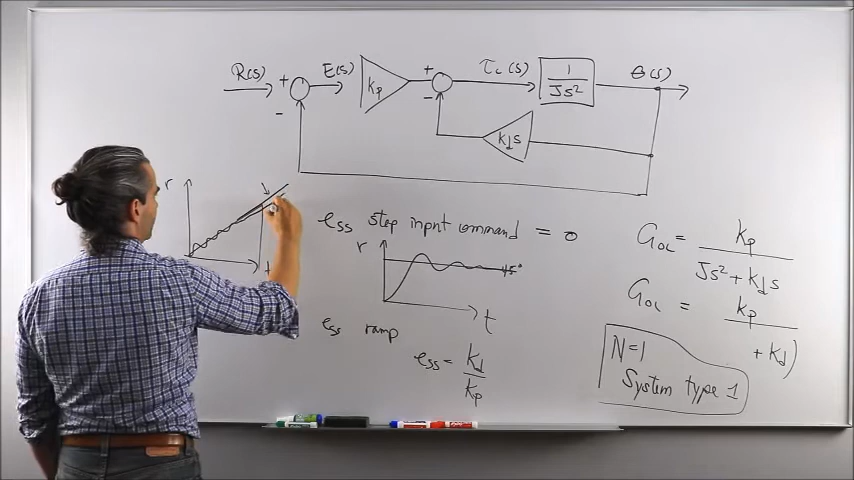 R(s) + E(s) kp + τc(s) 1/Js² θ(s)
- -
kds
r
t
ess step input command = 0
r
t
ess ramp
ess = kd/kp
GOL = kp/Js² + kds
GOL = kp/ + kd)
N=1
System type 1